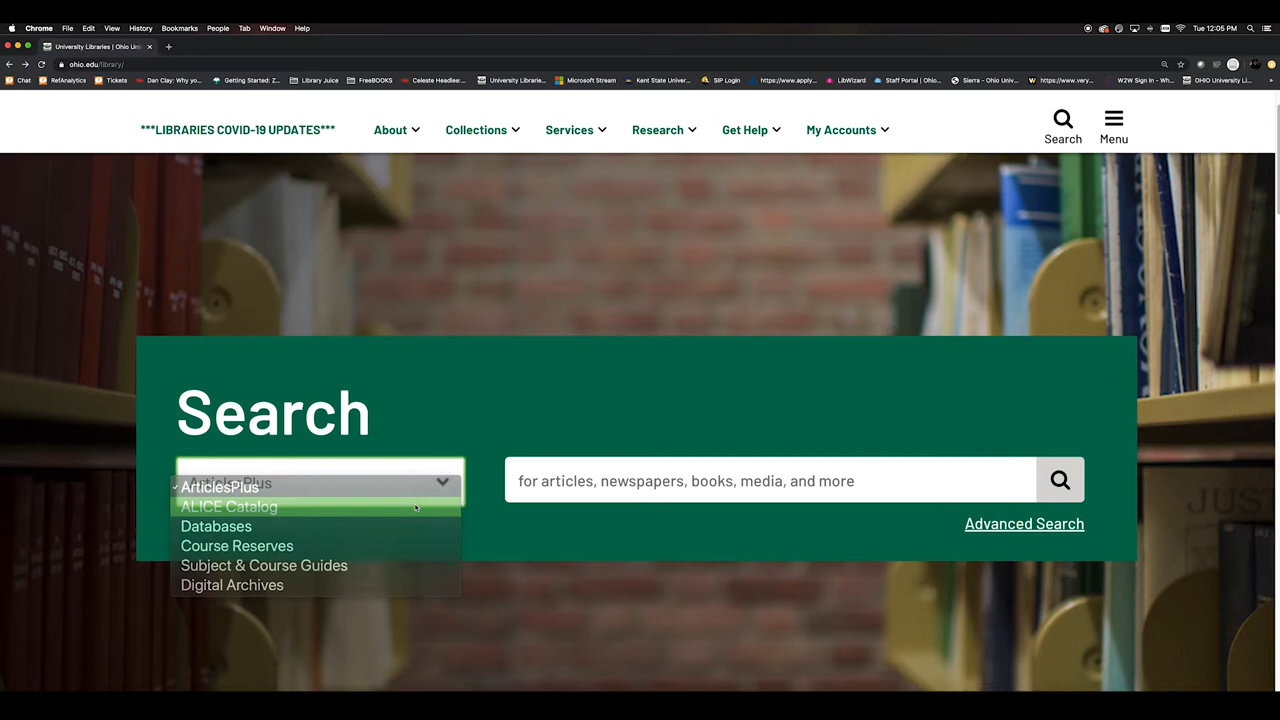 Chrome File Edit View History Bookmarks People Tab Window Help Tue 12:05 PM
University Libraries | Ohio Uni
ohio.edu/library/
Chat RefAnalytics Tickets Dan Clay: Why yo... Getting Started: Z... Library Juice FreeBOOKS Celeste Headlee:... University Librarie... Microsoft Stream Kent State Univer... SIP Login https://www.apply... LibWizard Staff Portal | Ohio... Sierra – Ohio Univ... https://www.very... W2W Sign In - Wh... OHIO University Li... »
***LIBRARIES COVID-19 UPDATES*** About Collections Services Research Get Help My Accounts Search Menu
Search
ArticlesPlus
ArticlesPlus
ALICE Catalog
Databases
Course Reserves
Subject & Course Guides
Digital Archives
for articles, newspapers, books, media, and more
Advanced Search
JUST